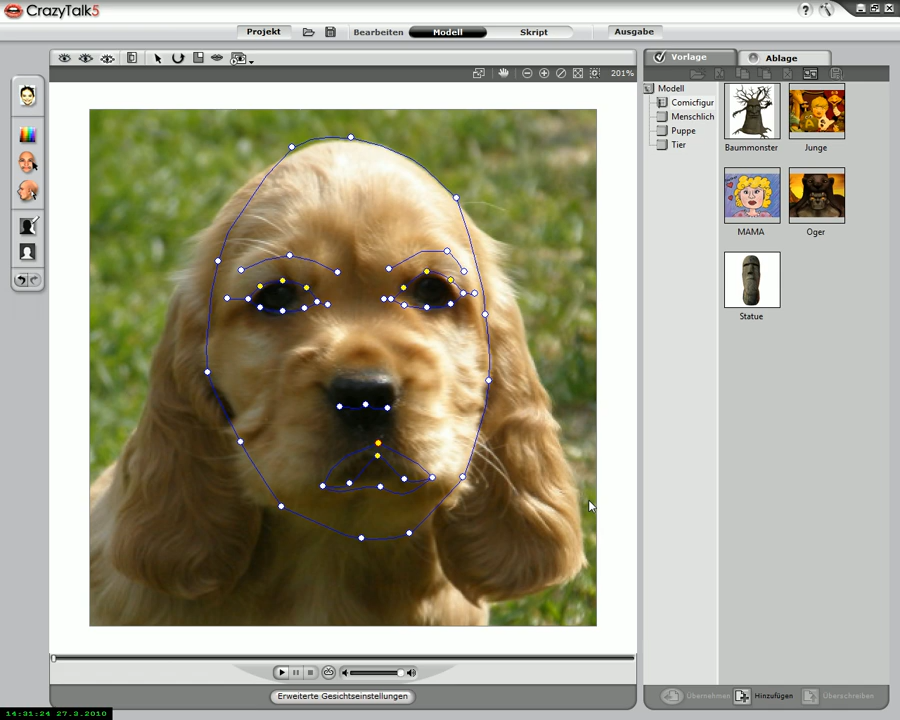 CrazyTalk5
?
Projekt
Bearbeiten
Modell
Skript
Ausgabe
201%
Vorlage
Ablage
Modell
Comicfigur
Menschlich
Puppe
Tier
Baummonster
Junge
MAMA
Oger
Statue
Erweiterte Gesichtseinstellungen
Übernehmen
Hinzufügen
Überschreiben
14:31:24 27.3.2010